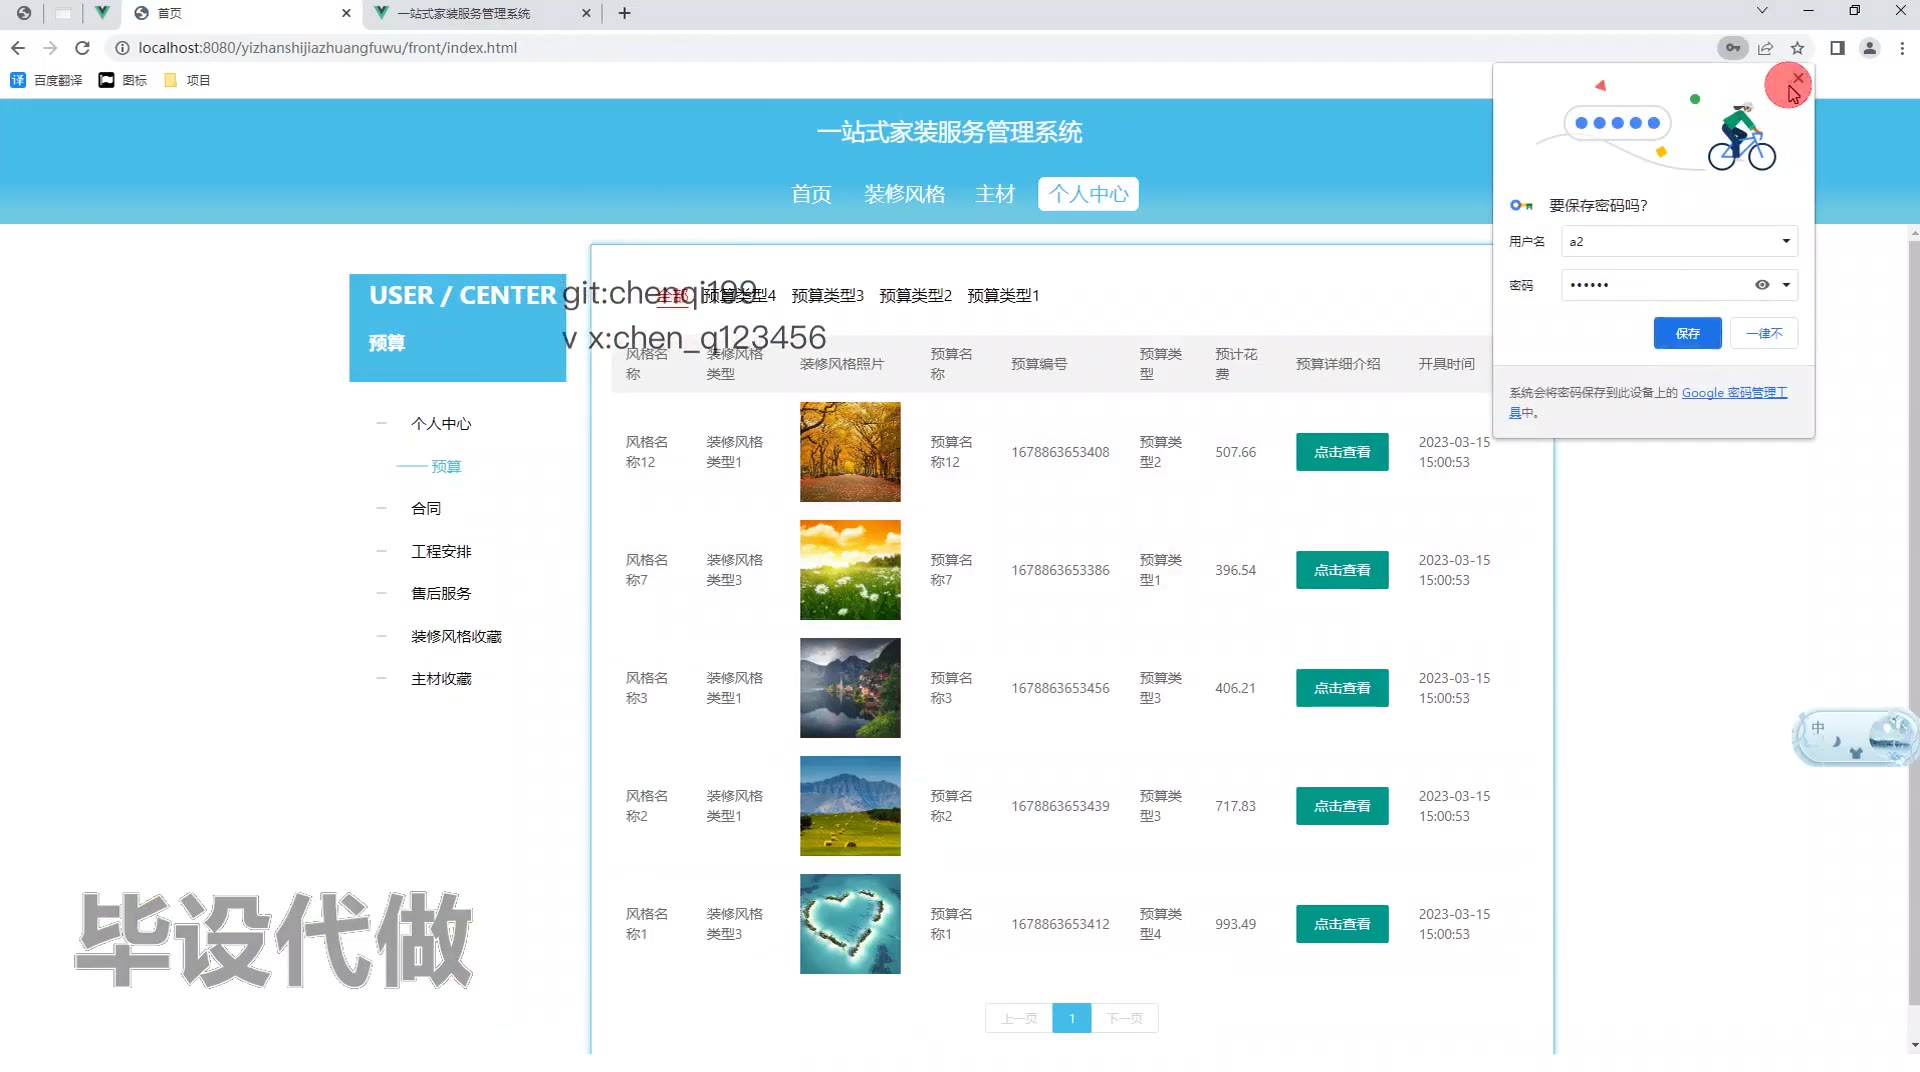 首页
一站式家装服务管理系统
localhost:8080/yizhanshijiazhuangfuwu/front/index.html
百度翻译 图标 项目
一站式家装服务管理系统
首页 装修风格 主材 个人中心
要保存密码吗?
用户名 a2
密码 ••••••
保存 一律不
系统会将密码保存到此设备上的 Google 密码管理工
具中。
USER / CENTER
预算
个人中心
预算
合同
工程安排
售后服务
装修风格收藏
主材收藏
git:chenqi199
v x:chen_q123456
全部 预算类型4 预算类型3 预算类型2 预算类型1
风格名称 装修风格类型 装修风格照片 预算名称 预算编号 预算类型 预计花费 预算详细介绍 开具时间
风格名称12 装修风格类型1 预算名称12 1678863653408 预算类型2 507.66 点击查看 2023-03-15 15:00:53
风格名称7 装修风格类型3 预算名称7 1678863653386 预算类型1 396.54 点击查看 2023-03-15 15:00:53
风格名称3 装修风格类型1 预算名称3 1678863653456 预算类型3 406.21 点击查看 2023-03-15 15:00:53
风格名称2 装修风格类型1 预算名称2 1678863653439 预算类型3 717.83 点击查看 2023-03-15 15:00:53
风格名称1 装修风格类型3 预算名称1 1678863653412 预算类型4 993.49 点击查看 2023-03-15 15:00:53
上一页 1 下一页
中
毕设代做